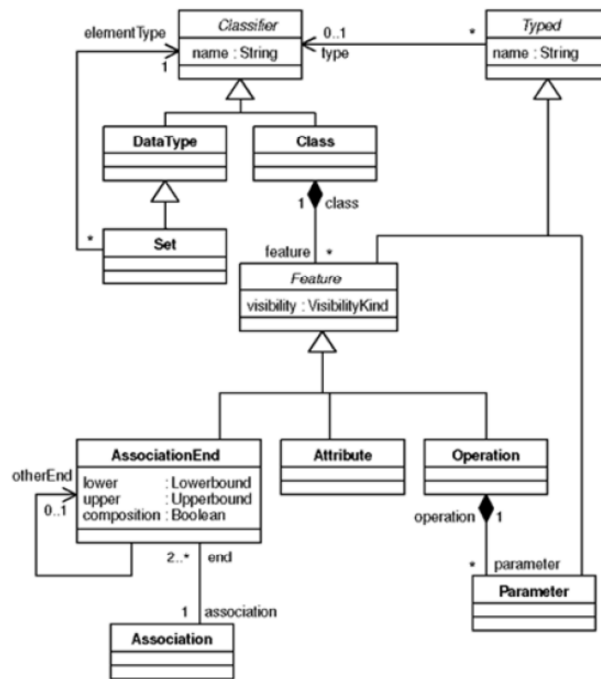 Classifier
Typed
elementType
0..1
*
name : String
type
name : String
1
DataType
Class
1
class
*
Set
feature
*
Feature
visibility : VisibilityKind
AssociationEnd
Attribute
Operation
otherEnd
lower : Lowerbound
upper : Upperbound
0..1
composition : Boolean
operation
1
2..*
end
*
parameter
Parameter
1
association
Association